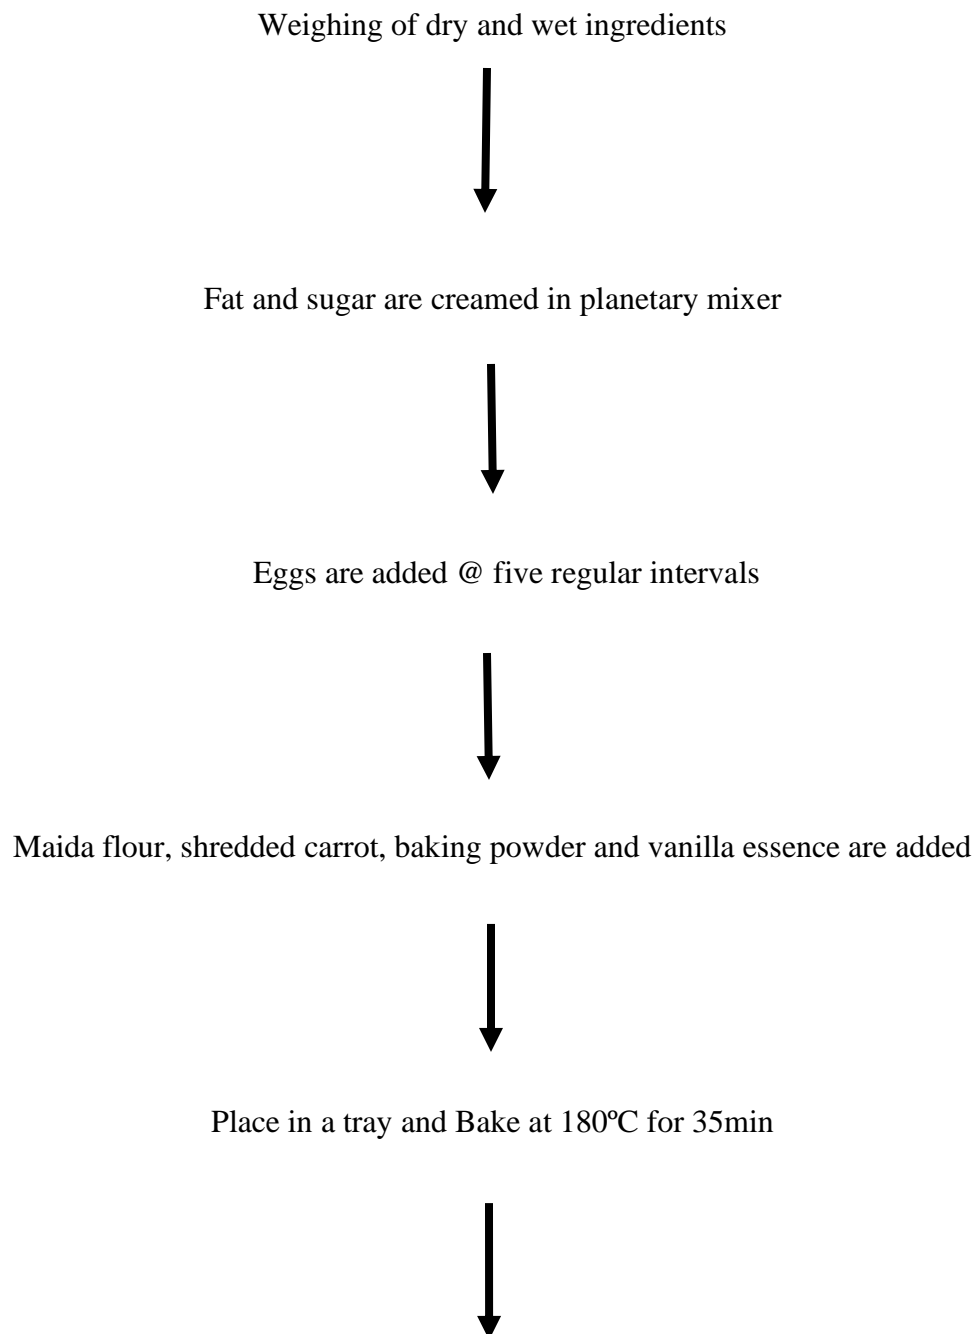 Weighing of dry and wet ingredients
Fat and sugar are creamed in planetary mixer
Eggs are added @ five regular intervals
Maida flour, shredded carrot, baking powder and vanilla essence are added
Place in a tray and Bake at 180ºC for 35min